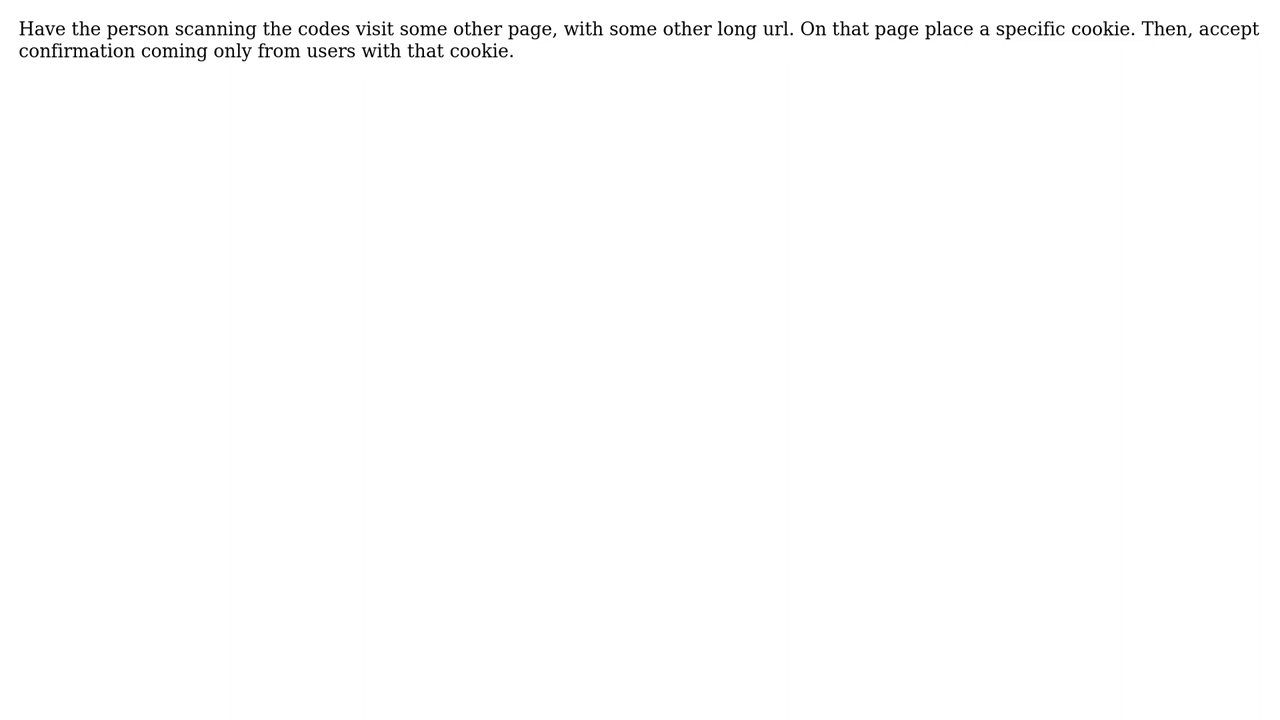 Have the person scanning the codes visit some other page, with some other long url. On that page place a specific cookie. Then, accept
confirmation coming only from users with that cookie.